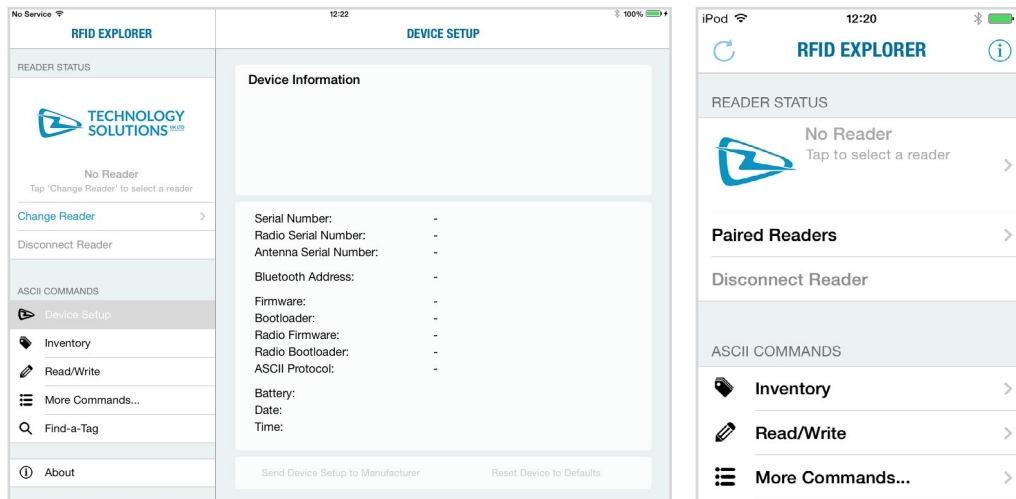 No Service 12:22 100%
RFID EXPLORER
DEVICE SETUP
READER STATUS
TECHNOLOGY
SOLUTIONS UK LTD
No Reader
Tap 'Change Reader' to select a reader
Change Reader
Disconnect Reader
ASCII COMMANDS
Device Setup
Inventory
Read/Write
More Commands...
Find-a-Tag
About
Device Information
Serial Number: -
Radio Serial Number: -
Antenna Serial Number: -
Bluetooth Address: -
Firmware: -
Bootloader: -
Radio Firmware: -
Radio Bootloader: -
ASCII Protocol: -
Battery:
Date:
Time:
Send Device Setup to Manufacturer
Reset Device to Defaults
iPod 12:20
RFID EXPLORER
READER STATUS
No Reader
Tap to select a reader
Paired Readers
Disconnect Reader
ASCII COMMANDS
Inventory
Read/Write
More Commands...